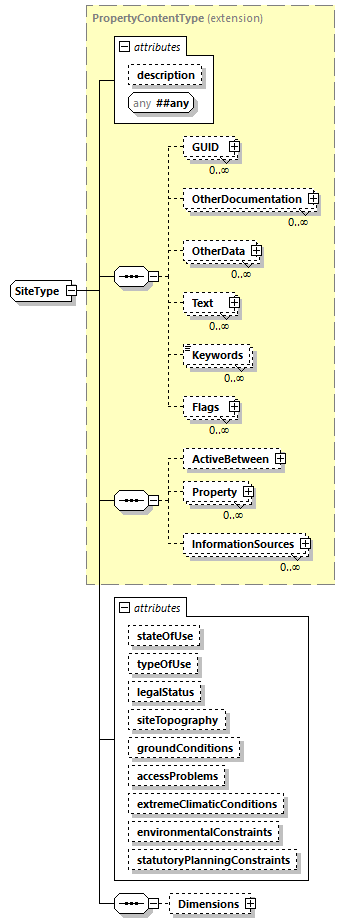 PropertyContentType (extension)
attributes
description
any ##any
GUID
0..∞
OtherDocumentation
0..∞
OtherData
0..∞
SiteType
Text
0..∞
Keywords
0..∞
Flags
0..∞
ActiveBetween
Property
0..∞
InformationSources
0..∞
attributes
stateOfUse
typeOfUse
legalStatus
siteTopography
groundConditions
accessProblems
extremeClimaticConditions
environmentalConstraints
statutoryPlanningConstraints
Dimensions